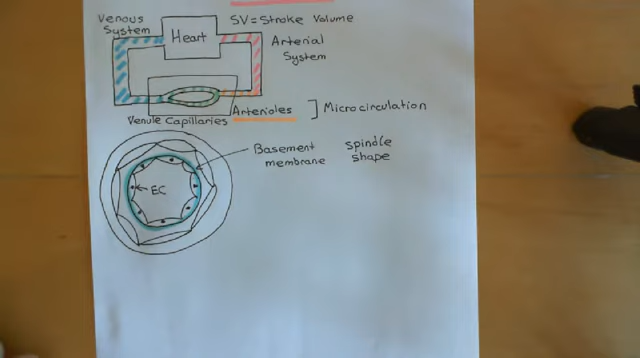 SV = Stroke Volume
Venous
System
Heart
Arterial
System
Arterioles
] Microcirculation
Venule Capillaries
Basement
membrane
spindle
shape
EC